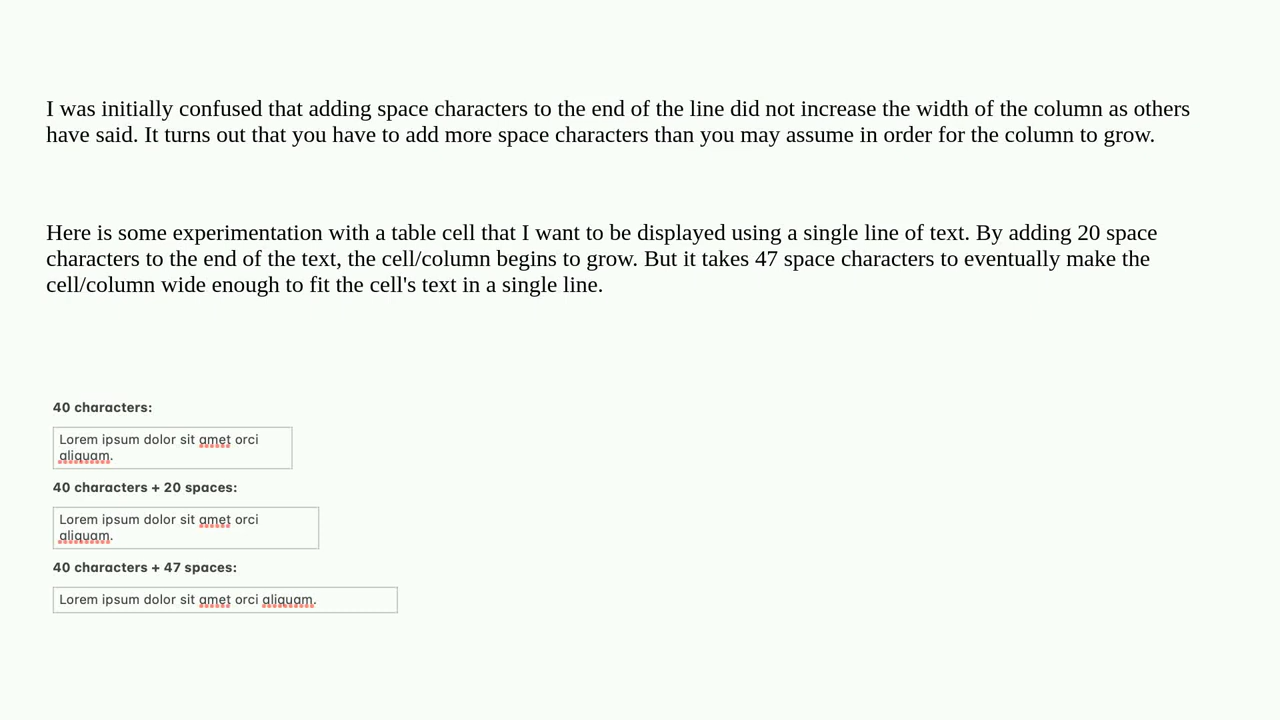 I was initially confused that adding space characters to the end of the line did not increase the width of the column as others
have said. It turns out that you have to add more space characters than you may assume in order for the column to grow.
Here is some experimentation with a table cell that I want to be displayed using a single line of text. By adding 20 space
characters to the end of the text, the cell/column begins to grow. But it takes 47 space characters to eventually make the
cell/column wide enough to fit the cell's text in a single line.
40 characters:
Lorem ipsum dolor sit amet orci
aliquam.
40 characters + 20 spaces:
Lorem ipsum dolor sit amet orci
aliquam.
40 characters + 47 spaces:
Lorem ipsum dolor sit amet orci aliquam.